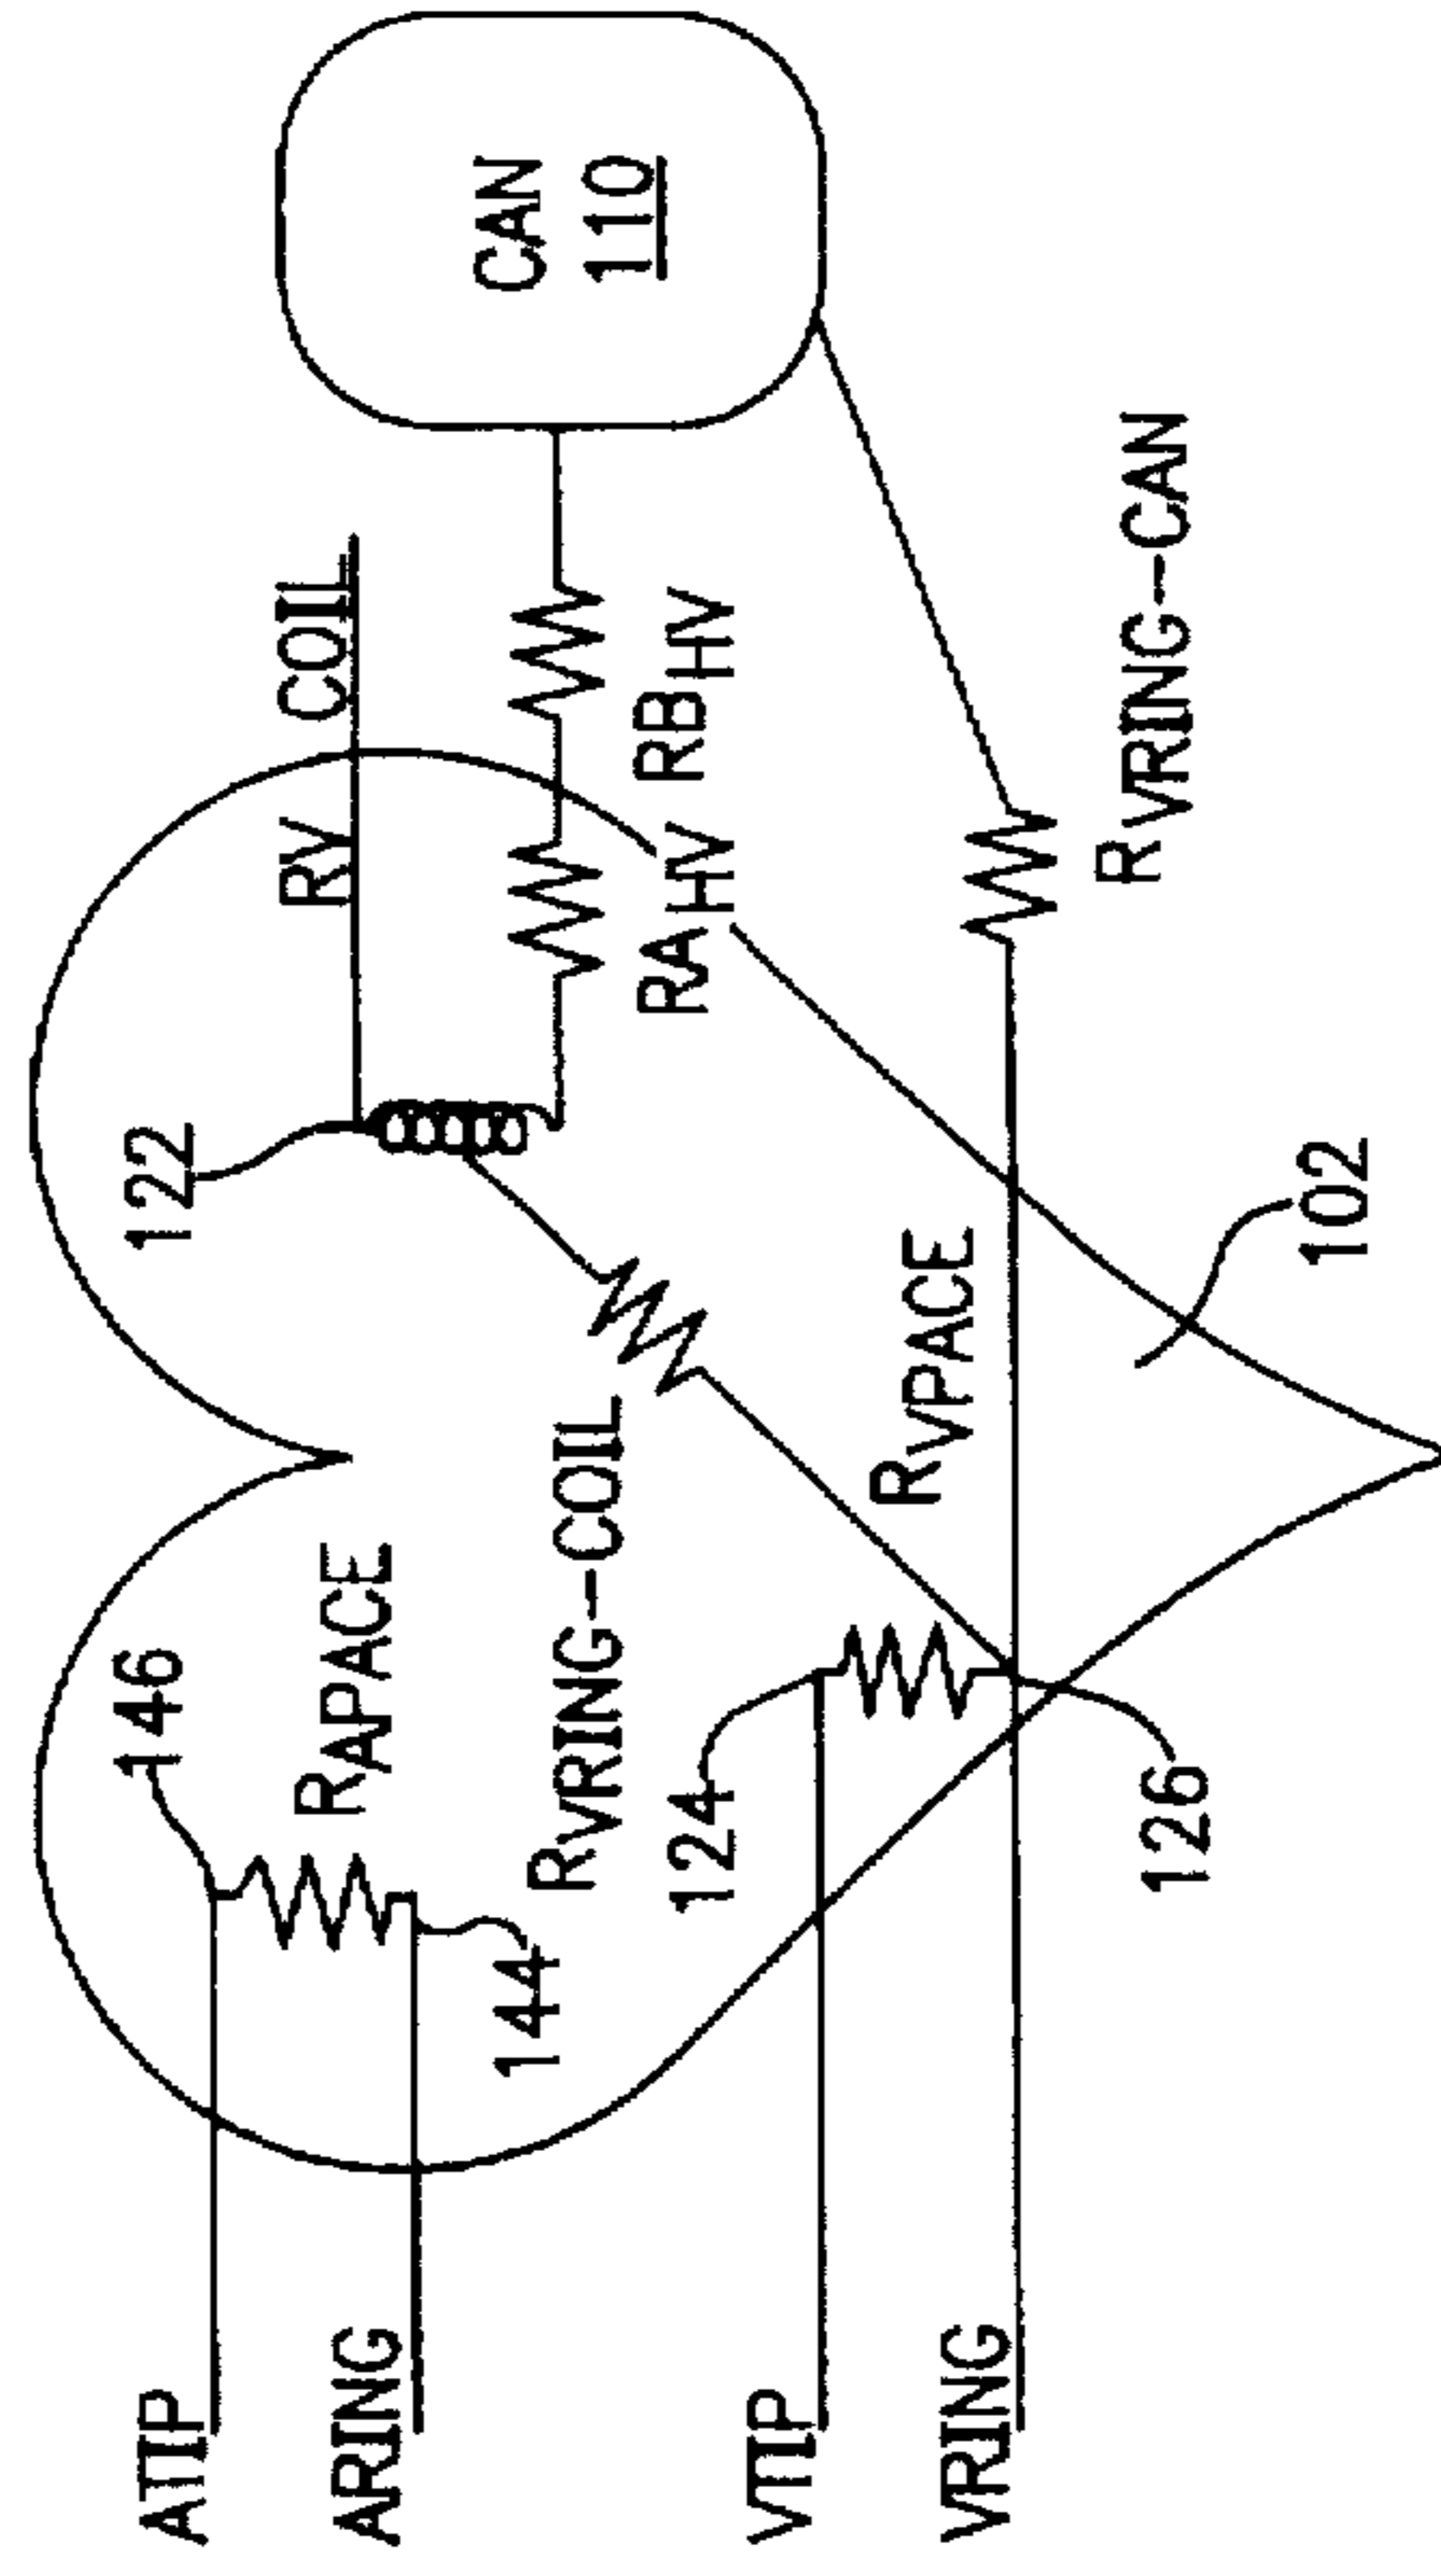 ATIP
146
RAPACE
122
RV COIL
CAN
110
ARING
144
RVRING-COIL
RAHV
RBHV
VTIP
124
RVPACE
VRING
126
102
RVRING-CAN